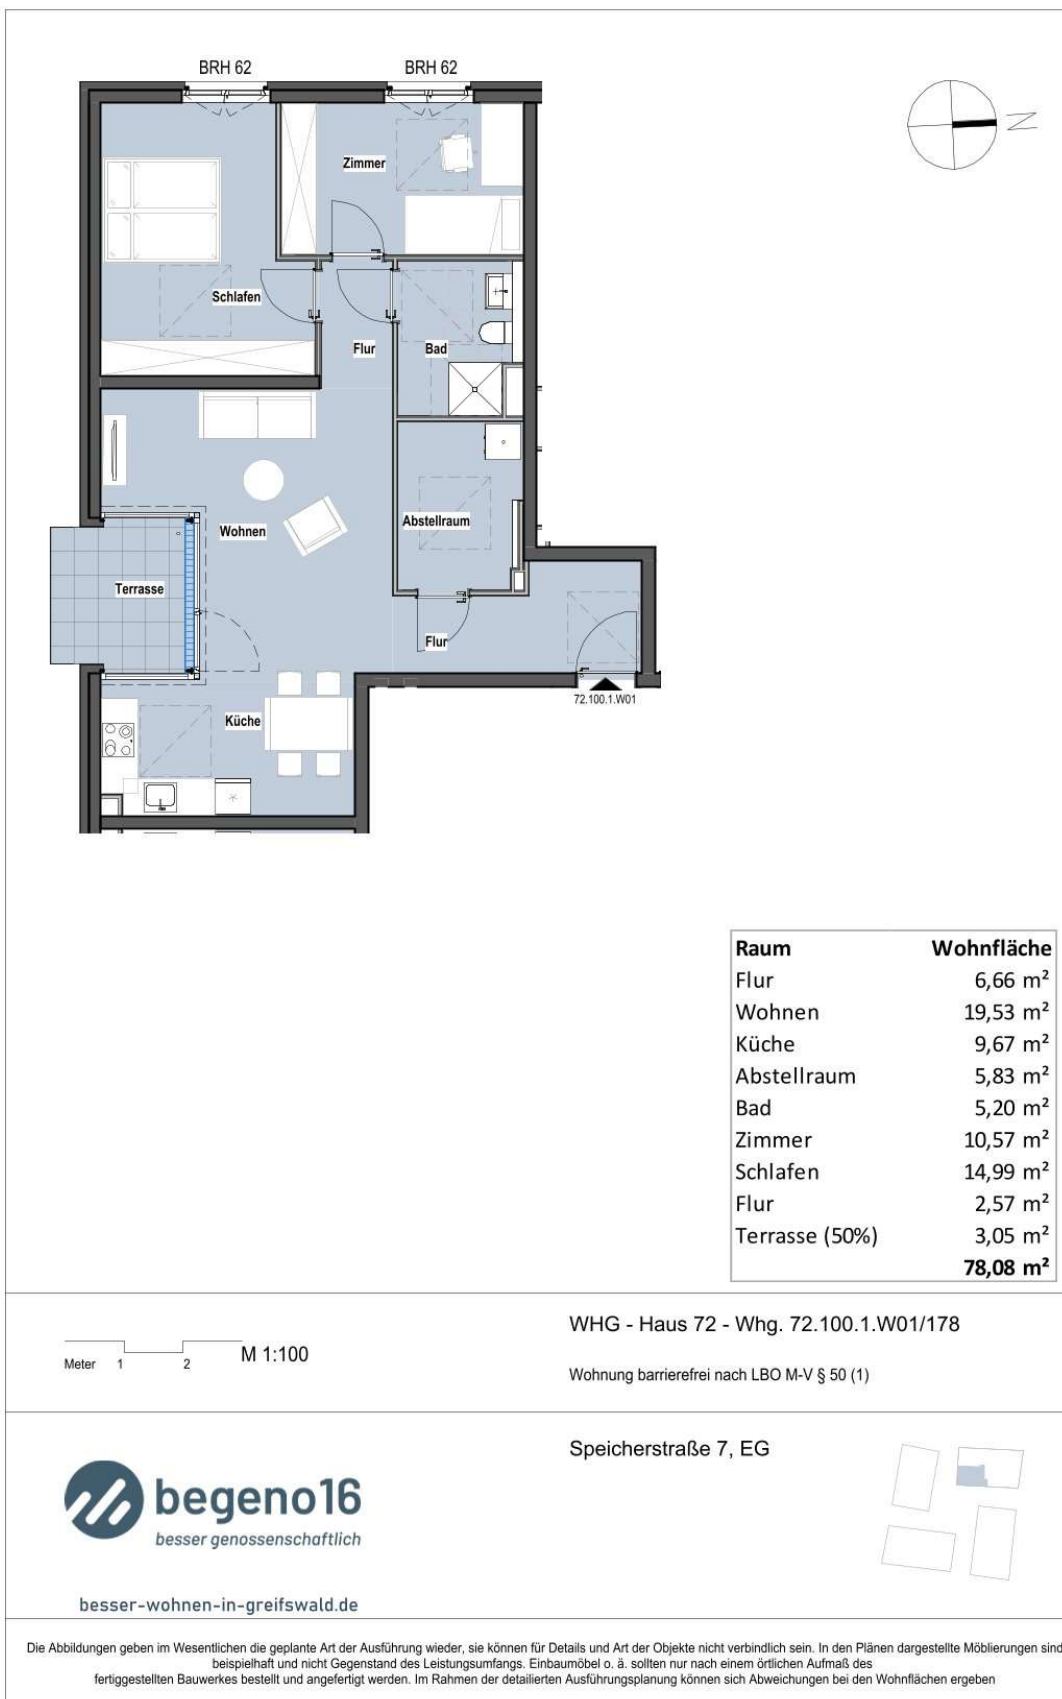 BRH 62
BRH 62
N
Zimmer
Schlafen
Flur
Bad
Wohnen
Abstellraum
Terrasse
Flur
72.100.1.W01
Küche
Raum Wohnfläche
Flur 6,66 m²
Wohnen 19,53 m²
Küche 9,67 m²
Abstellraum 5,83 m²
Bad 5,20 m²
Zimmer 10,57 m²
Schlafen 14,99 m²
Flur 2,57 m²
Terrasse (50%) 3,05 m²
78,08 m²
Meter 1 2 M 1:100
WHG - Haus 72 - Whg. 72.100.1.W01/178
Wohnung barrierefrei nach LBO M-V § 50 (1)
Speicherstraße 7, EG
begeno16
besser genossenschaftlich
besser-wohnen-in-greifswald.de
Die Abbildungen geben im Wesentlichen die geplante Art der Ausführung wieder, sie können für Details und Art der Objekte nicht verbindlich sein. In den Plänen dargestellte Möblierungen sind
beispielhaft und nicht Gegenstand des Leistungsumfangs. Einbaumöbel o. ä. sollten nur nach einem örtlichen Aufmaß des
fertiggestellten Bauwerkes bestellt und angefertigt werden. Im Rahmen der detailierten Ausführungsplanung können sich Abweichungen bei den Wohnflächen ergeben